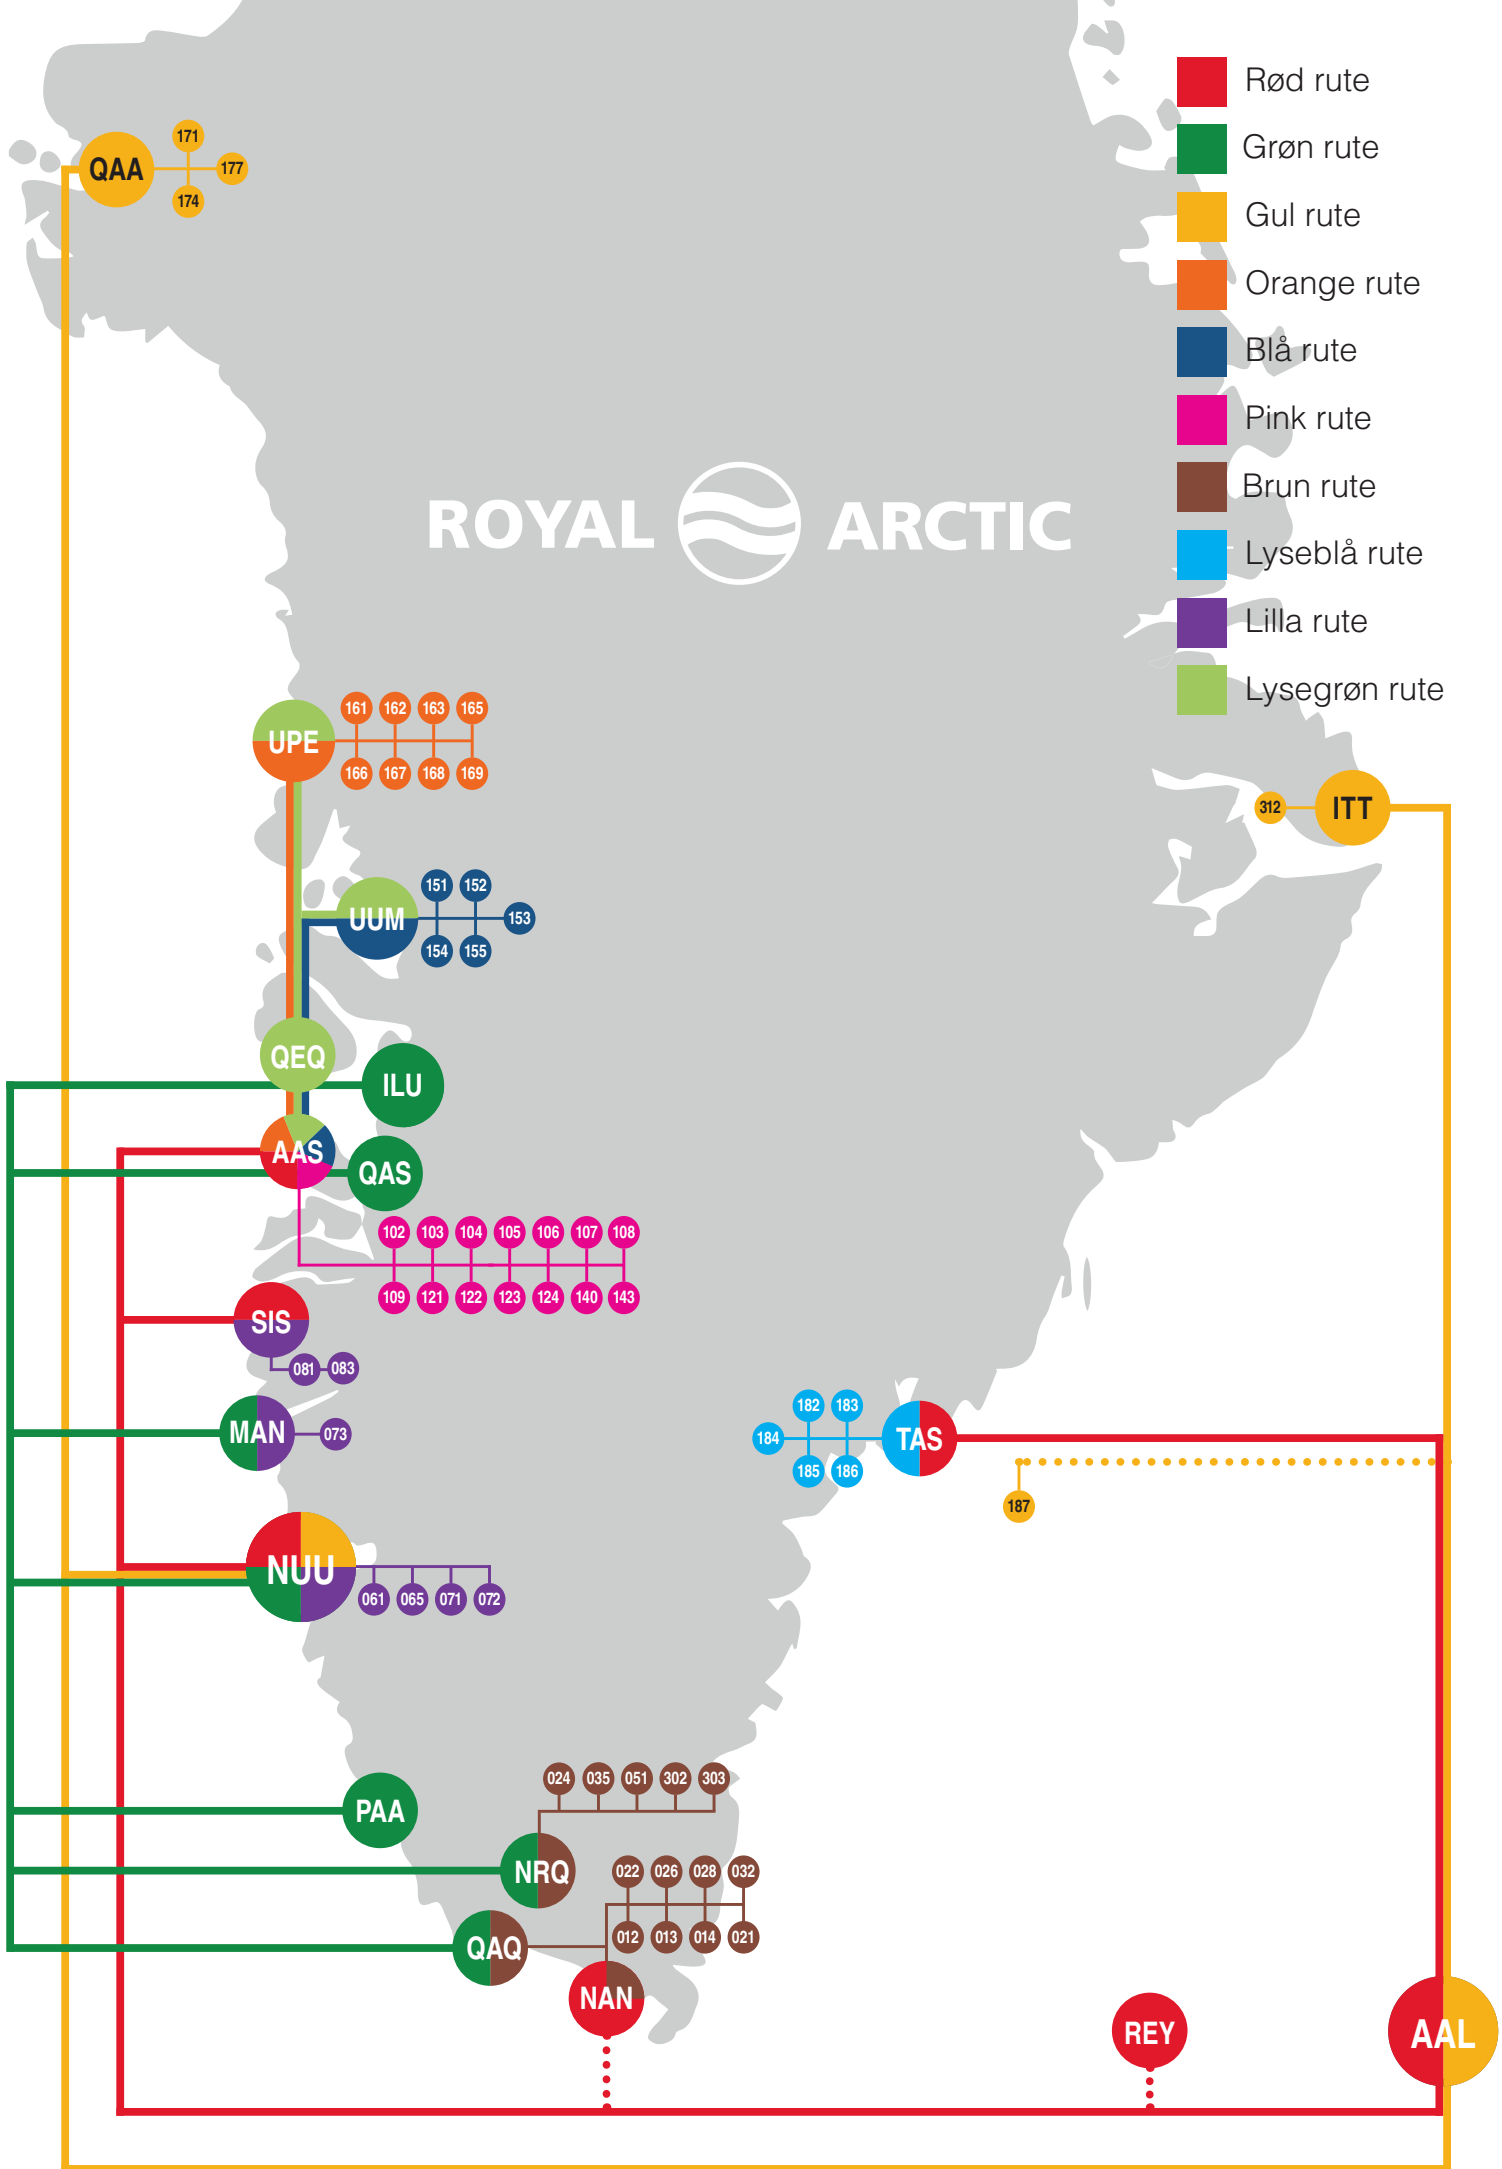 Rød rute
Grøn rute
Gul rute
Orange rute
Blå rute
Pink rute
Brun rute
Lyseblå rute
Lilla rute
Lysegrøn rute
171
QAA
177
174
ROYAL ARCTIC
161 162 163 165
UPE
166 167 168 169
312 ITT
151 152
UUM
153
154 155
QEQ
ILU
AAS
QAS
102 103 104 105 106 107 108
109 121 122 123 124 140 143
SIS
081 083
MAN
073
182 183
184
TAS
185 186
187
NUU
061 065 071 072
024 035 051 302 303
PAA
NRQ
022 026 028 032
012 013 014 021
QAQ
NAN
REY
AAL